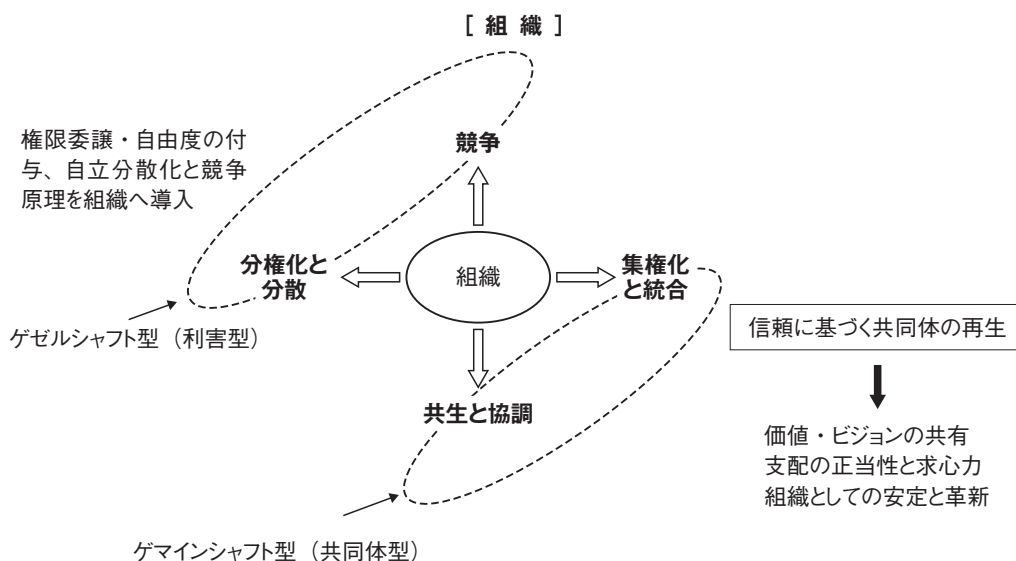 [ 組 織 ]
権限委譲・自由度の付
与、自立分散化と競争
原理を組織へ導入
競争
分権化と
分散
組織
集権化
と統合
ゲゼルシャフト型（利害型）
信頼に基づく共同体の再生
共生と協調
価値・ビジョンの共有
支配の正当性と求心力
組織としての安定と革新
ゲマインシャフト型（共同体型）